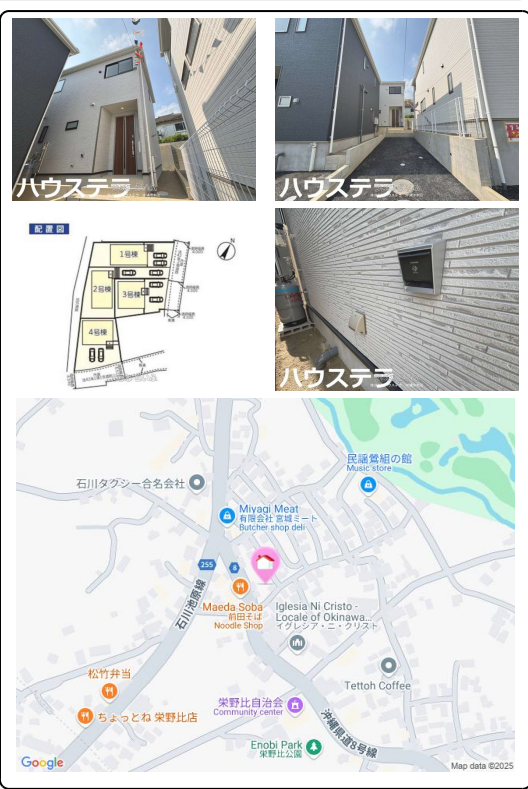 ハウステラ
ハウステラ
配置図
N
1号棟
2号棟
3号棟
4号棟
ハウステラ
民謡鶯組の館
Music store
石川タクシー合名会社
Miyagi Meat
有限会社 宮城ミート
Butcher shop deli
255
8
石川池原線
Maeda Soba
前田そば
Noodle Shop
Iglesia Ni Cristo -
Locale of Okinawa...
イグレシア・ニ・クリスト
松竹弁当
Tettoh Coffee
ちょっとね 栄野比店
栄野比自治会
Community center
沖縄県道8号線
Enobi Park
栄野比公園
Google
Map data ©2025